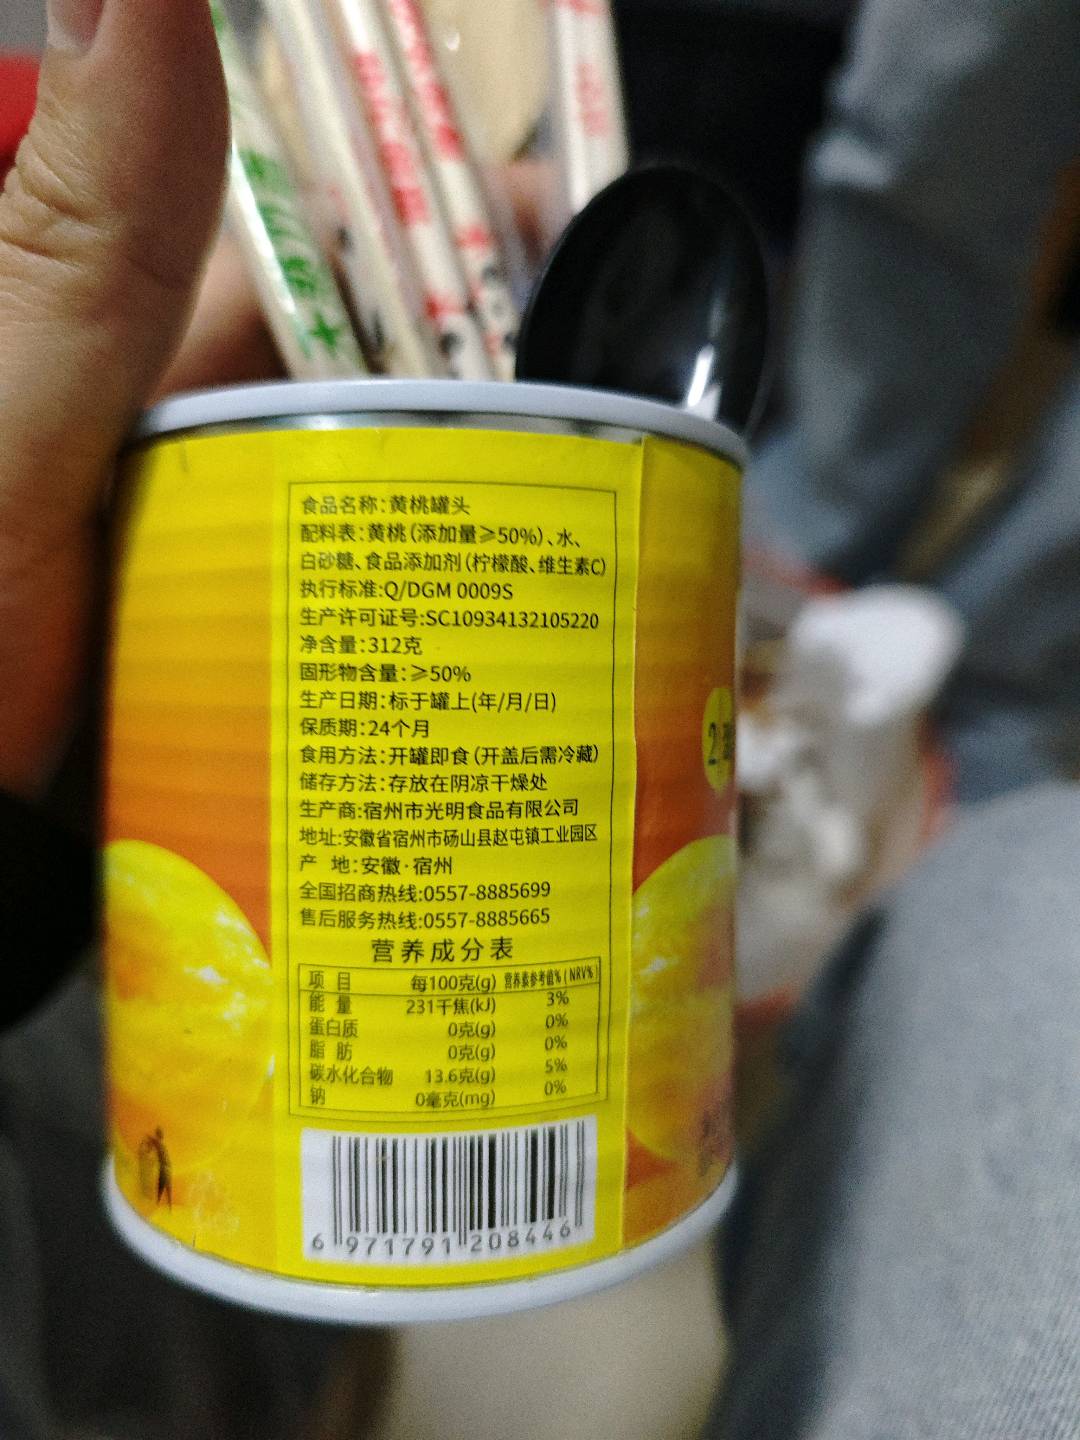 食品名称:黄桃罐头
配料表:黄桃(添加量≥50%)、水、
白砂糖、食品添加剂(柠檬酸、维生素C)
执行标准:Q/DGM 0009S
生产许可证号:SC10934132105220
净含量:312克
固形物含量:≥50%
生产日期:标于罐上(年/月/日)
保质期:24个月
食用方法:开罐即食(开盖后需冷藏)
储存方法:存放在阴凉干燥处
生产商:宿州市光明食品有限公司
地址:安徽省宿州市砀山县赵屯镇工业园区
产 地:安徽·宿州
全国招商热线:0557-8885699
售后服务热线:0557-8885665
营养成分表
项 目 每100克(g) 营养素参考值%(NRV%)
能 量 231千焦(kJ) 3%
蛋白质 0克(g) 0%
脂 肪 0克(g) 0%
碳水化合物 13.6克(g) 5%
钠 0毫克(mg) 0%
6 971791 208446